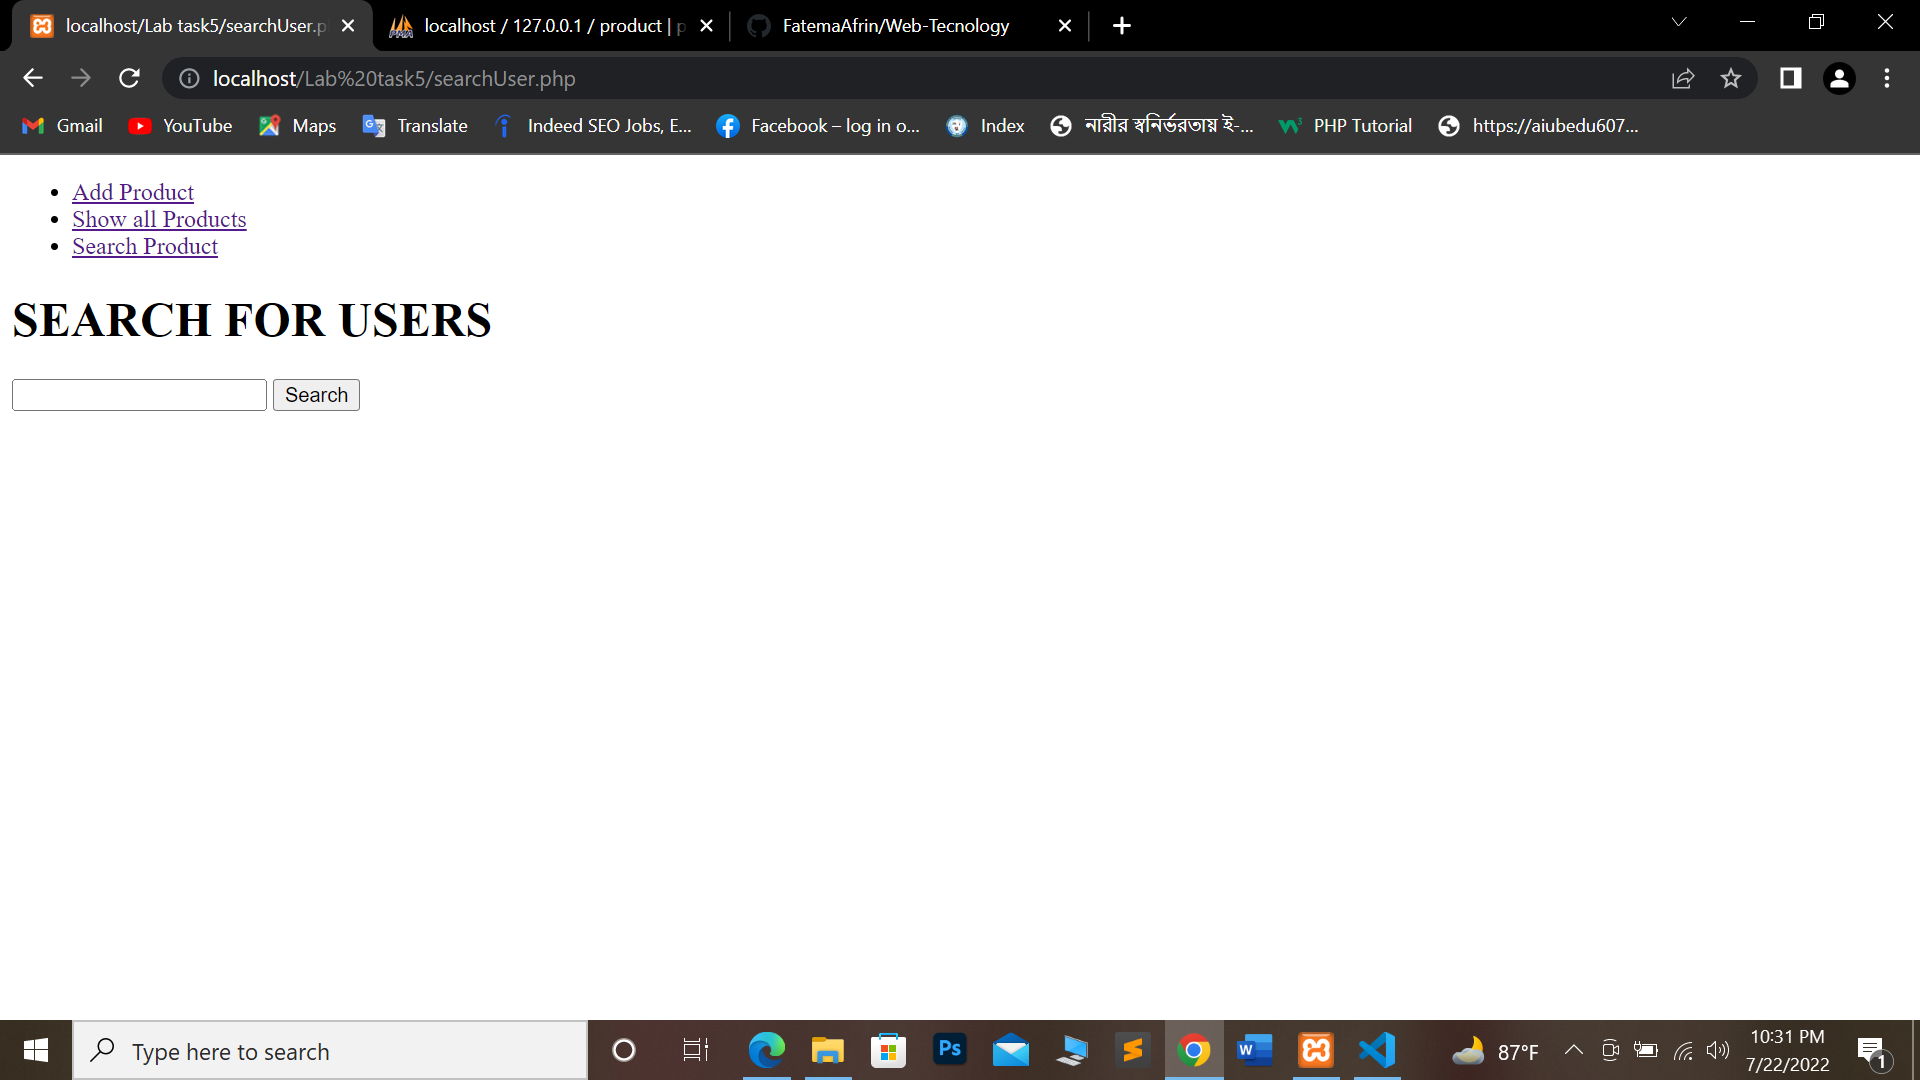 localhost/Lab task5/searchUser.p
localhost / 127.0.0.1 / product | p
FatemaAfrin/Web-Tecnology
localhost/Lab%20task5/searchUser.php
Gmail
YouTube
Maps
Translate
Indeed SEO Jobs, E...
Facebook – log in o...
Index
নারীর স্বনির্ভরতায় ই-...
PHP Tutorial
https://aiubedu607...
Add Product
Show all Products
Search Product
SEARCH FOR USERS
Search
Type here to search
Ps
W
87°F
10:31 PM
7/22/2022
1